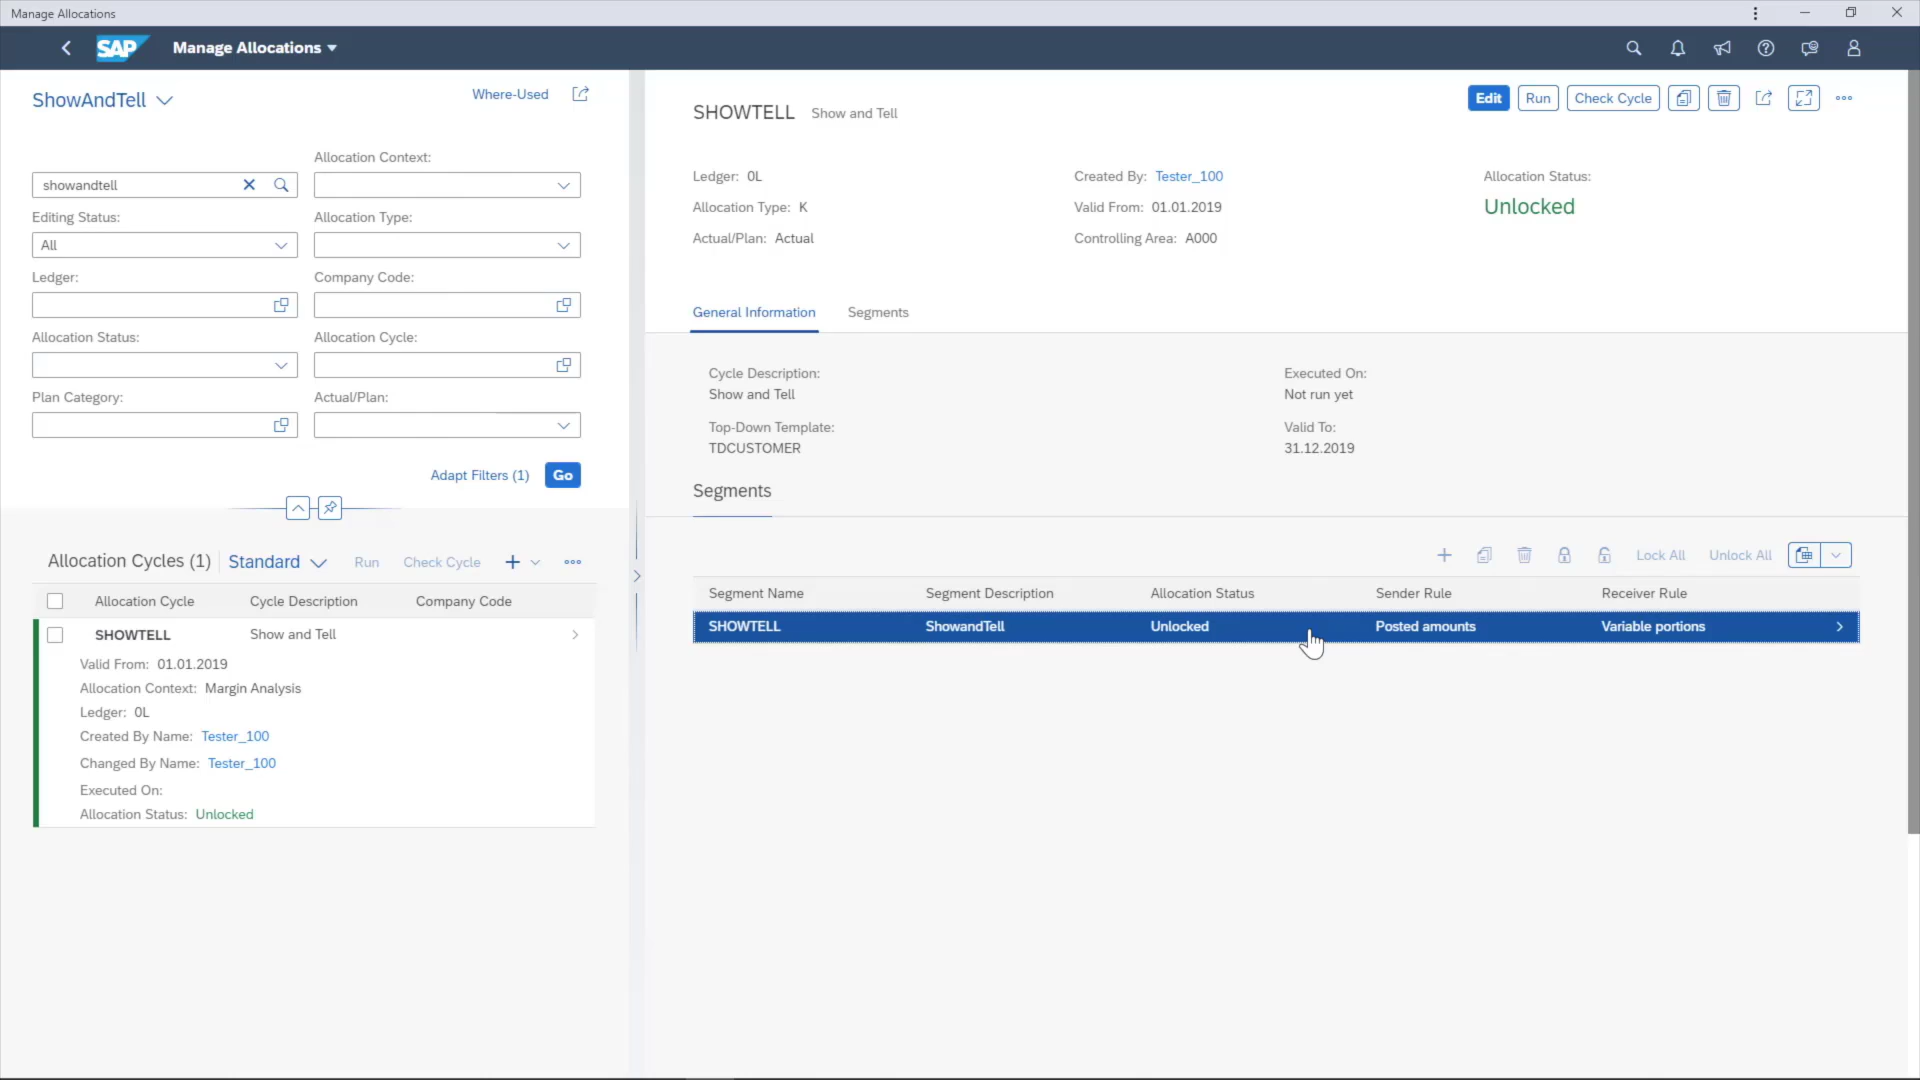 Manage Allocations
SAP Manage Allocations
ShowAndTell
Where-Used
Allocation Context:
showandtell
Editing Status:
Allocation Type:
All
Ledger:
Company Code:
Allocation Status:
Allocation Cycle:
Plan Category:
Actual/Plan:
Adapt Filters (1)
Go
Allocation Cycles (1)
Standard
Run
Check Cycle
Allocation Cycle
Cycle Description
Company Code
SHOWTELL
Show and Tell
Valid From: 01.01.2019
Allocation Context: Margin Analysis
Ledger: 0L
Created By Name: Tester_100
Changed By Name: Tester_100
Executed On:
Allocation Status: Unlocked
SHOWTELL Show and Tell
Edit
Run
Check Cycle
Ledger: 0L
Created By: Tester_100
Allocation Status:
Allocation Type: K
Valid From: 01.01.2019
Unlocked
Actual/Plan: Actual
Controlling Area: A000
General Information
Segments
Cycle Description:
Show and Tell
Executed On:
Not run yet
Top-Down Template:
TDCUSTOMER
Valid To:
31.12.2019
Segments
Lock All
Unlock All
Segment Name
Segment Description
Allocation Status
Sender Rule
Receiver Rule
SHOWTELL
ShowandTell
Unlocked
Posted amounts
Variable portions